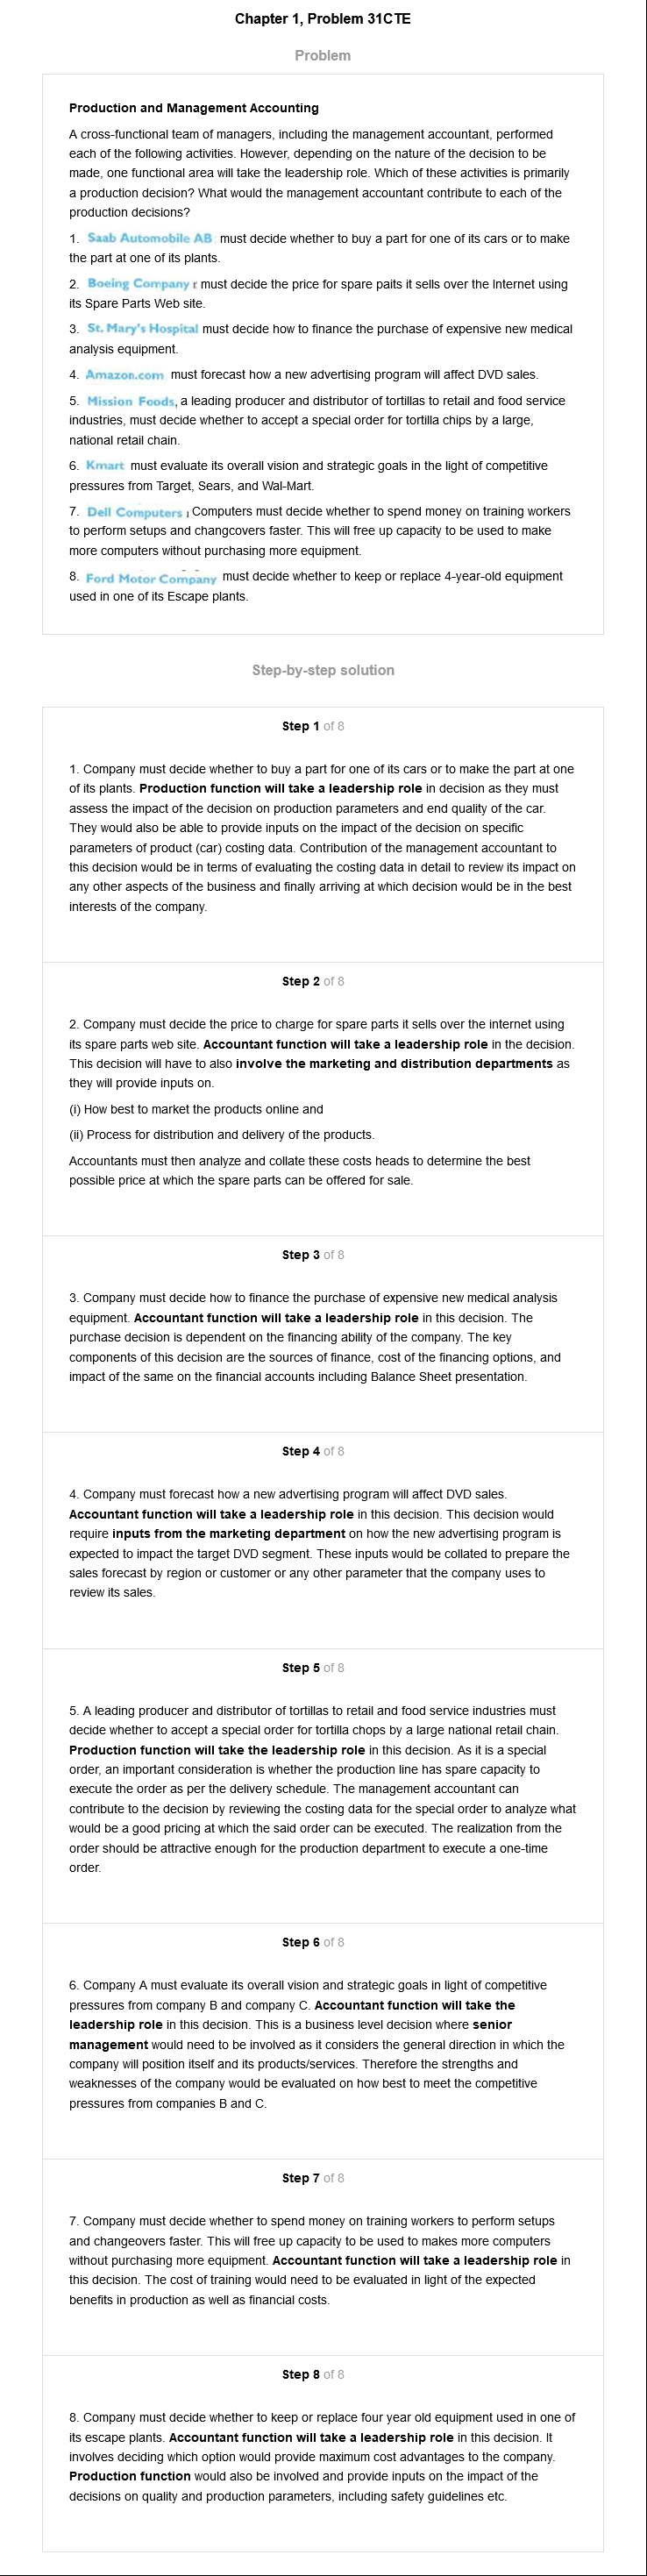 Chapter 1, Problem 31CTE
Problem
Production and Management Accounting
A cross-functional team of managers, including the management accountant, performed
each of the following activities. However, depending on the nature of the decision to be
made, one functional area will take the leadership role. Which of these activities is primarily
a production decision? What would the management accountant contribute to each of the
production decisions?
1. Saab Automobile AB must decide whether to buy a part for one of its cars or to make
the part at one of its plants.
2. Boeing Company r must decide the price for spare paits it sells over the Internet using
its Spare Parts Web site.
3. St. Mary's Hospital must decide how to finance the purchase of expensive new medical
analysis equipment.
4. Amazon.com must forecast how a new advertising program will affect DVD sales.
5. Mission Foods, a leading producer and distributor of tortillas to retail and food service
industries, must decide whether to accept a special order for tortilla chips by a large,
national retail chain.
6. Kmart must evaluate its overall vision and strategic goals in the light of competitive
pressures from Target, Sears, and Wal-Mart.
7. Dell Computers Computers must decide whether to spend money on training workers
to perform setups and changcovers faster. This will free up capacity to be used to make
more computers without purchasing more equipment.
8. Ford Motor Company must decide whether to keep or replace 4-year-old equipment
used in one of its Escape plants.
Step-by-step solution
Step 1 of 8
1. Company must decide whether to buy a part for one of its cars or to make the part at one
of its plants. Production function will take a leadership role in decision as they must
assess the impact of the decision on production parameters and end quality of the car.
They would also be able to provide inputs on the impact of the decision on specific
parameters of product (car) costing data. Contribution of the management accountant to
this decision would be in terms of evaluating the costing data in detail to review its impact on
any other aspects of the business and finally arriving at which decision would be in the best
interests of the company.
Step 2 of 8
2. Company must decide the price to charge for spare parts it sells over the internet using
its spare parts web site. Accountant function will take a leadership role in the decision.
This decision will have to also involve the marketing and distribution departments as
they will provide inputs on.
(i) How best to market the products online and
(ii) Process for distribution and delivery of the products.
Accountants must then analyze and collate these costs heads to determine the best
possible price at which the spare parts can be offered for sale.
Step 3 of 8
3. Company must decide how to finance the purchase of expensive new medical analysis
equipment. Accountant function will take a leadership role in this decision. The
purchase decision is dependent on the financing ability of the company. The key
components of this decision are the sources of finance, cost of the financing options, and
impact of the same on the financial accounts including Balance Sheet presentation.
Step 4 of 8
4. Company must forecast how a new advertising program will affect DVD sales.
Accountant function will take a leadership role in this decision. This decision would
require inputs from the marketing department on how the new advertising program is
expected to impact the target DVD segment. These inputs would be collated to prepare the
sales forecast by region or customer or any other parameter that the company uses to
review its sales.
Step 5 of 8
5. A leading producer and distributor of tortillas to retail and food service industries must
decide whether to accept a special order for tortilla chops by a large national retail chain.
Production function will take the leadership role in this decision. As it is a special
order, an important consideration is whether the production line has spare capacity to
execute the order as per the delivery schedule. The management accountant can
contribute to the decision by reviewing the costing data for the special order to analyze what
would be a good pricing at which the said order can be executed. The realization from the
order should be attractive enough for the production department to execute a one-time
order.
Step 6 of 8
6. Company A must evaluate its overall vision and strategic goals in light of competitive
pressures from company B and company C. Accountant function will take the
leadership role in this decision. This is a business level decision where senior
management would need to be involved as it considers the general direction in which the
company will position itself and its products/services. Therefore the strengths and
weaknesses of the company would be evaluated on how best to meet the competitive
pressures from companies B and C.
Step 7 of 8
7. Company must decide whether to spend money on training workers to perform setups
and changeovers faster. This will free up capacity to be used to makes more computers
without purchasing more equipment. Accountant function will take a leadership role in
this decision. The cost of training would need to be evaluated in light of the expected
benefits in production as well as financial costs.
Step 8 of 8
8. Company must decide whether to keep or replace four year old equipment used in one of
its escape plants. Accountant function will take a leadership role in this decision. It
involves deciding which option would provide maximum cost advantages to the company.
Production function would also be involved and provide inputs on the impact of the
decisions on quality and production parameters, including safety guidelines etc.